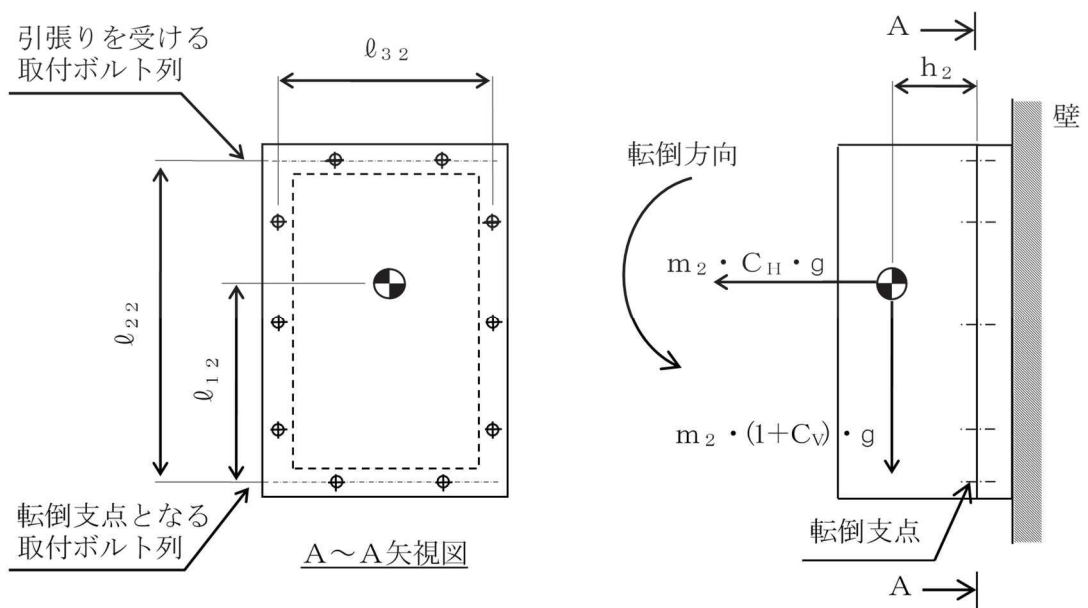 引張りを受ける
取付ボルト列
ℓ₃₂
ℓ₂₂
ℓ₁₂
転倒支点となる
取付ボルト列
A～A矢視図
A
h₂
壁
転倒方向
m₂・C_H・g
m₂・(1+C_V)・g
転倒支点
A